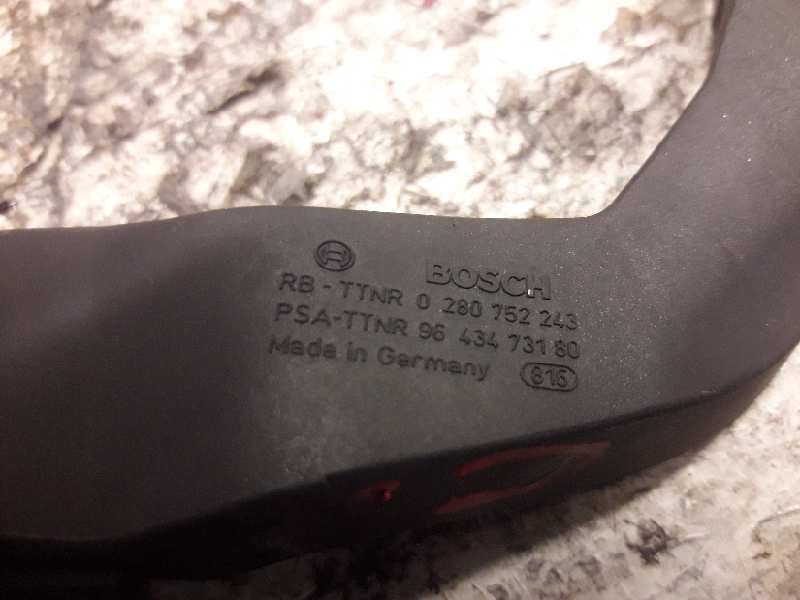 BOSCH
RB-TTNR 0 280 752 243
PSA-TTNR 96 434 731 80
Made in Germany 816